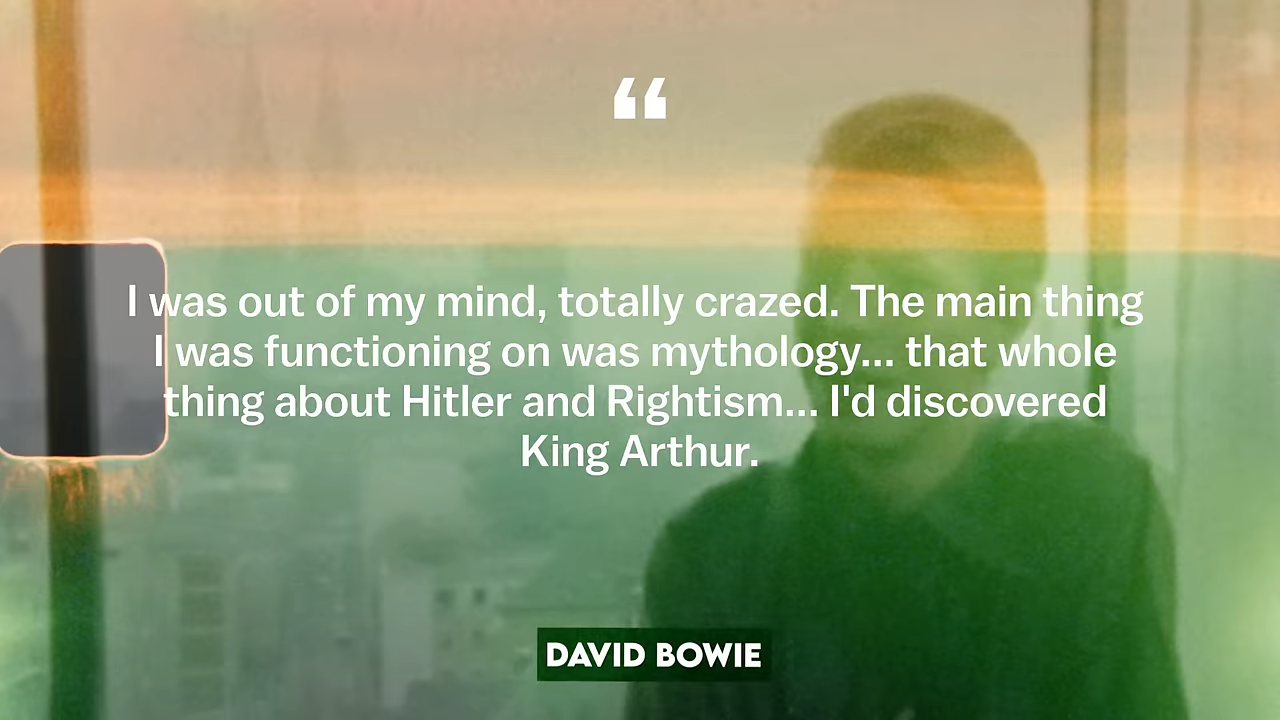 “
I was out of my mind, totally crazed. The main thing
I was functioning on was mythology... that whole
thing about Hitler and Rightism... I'd discovered
King Arthur.
DAVID BOWIE